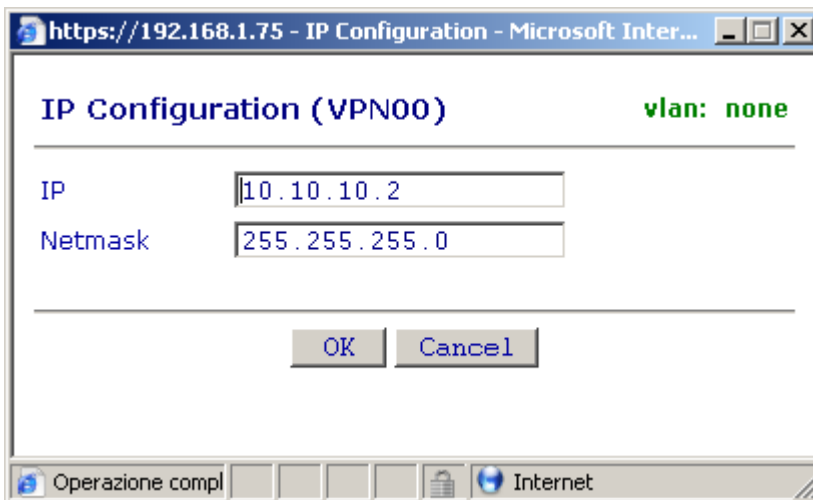 https://192.168.1.75 - IP Configuration - Microsoft Inter...
IP Configuration (VPN00) vlan: none
IP 10.10.10.2
Netmask 255.255.255.0
OK Cancel
Operazione compl Internet